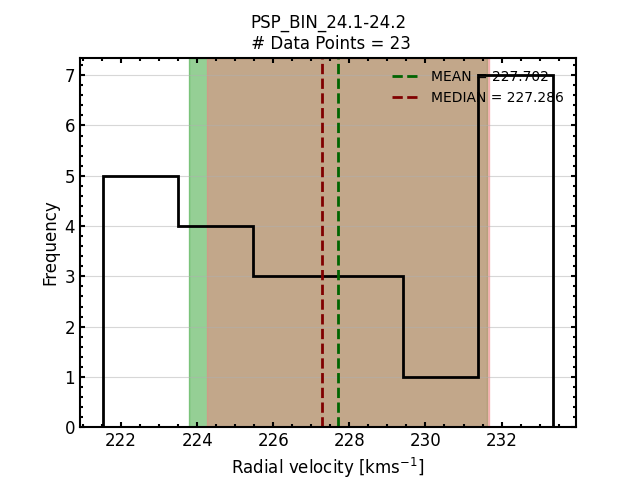 PSP_BIN_24.1-24.2
# Data Points = 23
MEAN = 227.702
MEDIAN = 227.286
Frequency
7
6
5
4
3
2
1
0
222 224 226 228 230 232
Radial velocity [kms⁻¹]